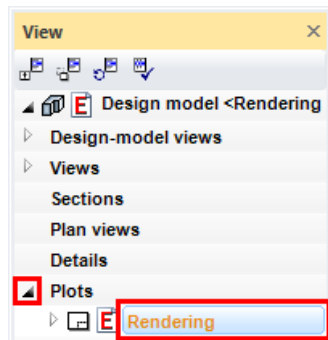 View
E Design model <Rendering
Design-model views
Views
Sections
Plan views
Details
Plots
E Rendering